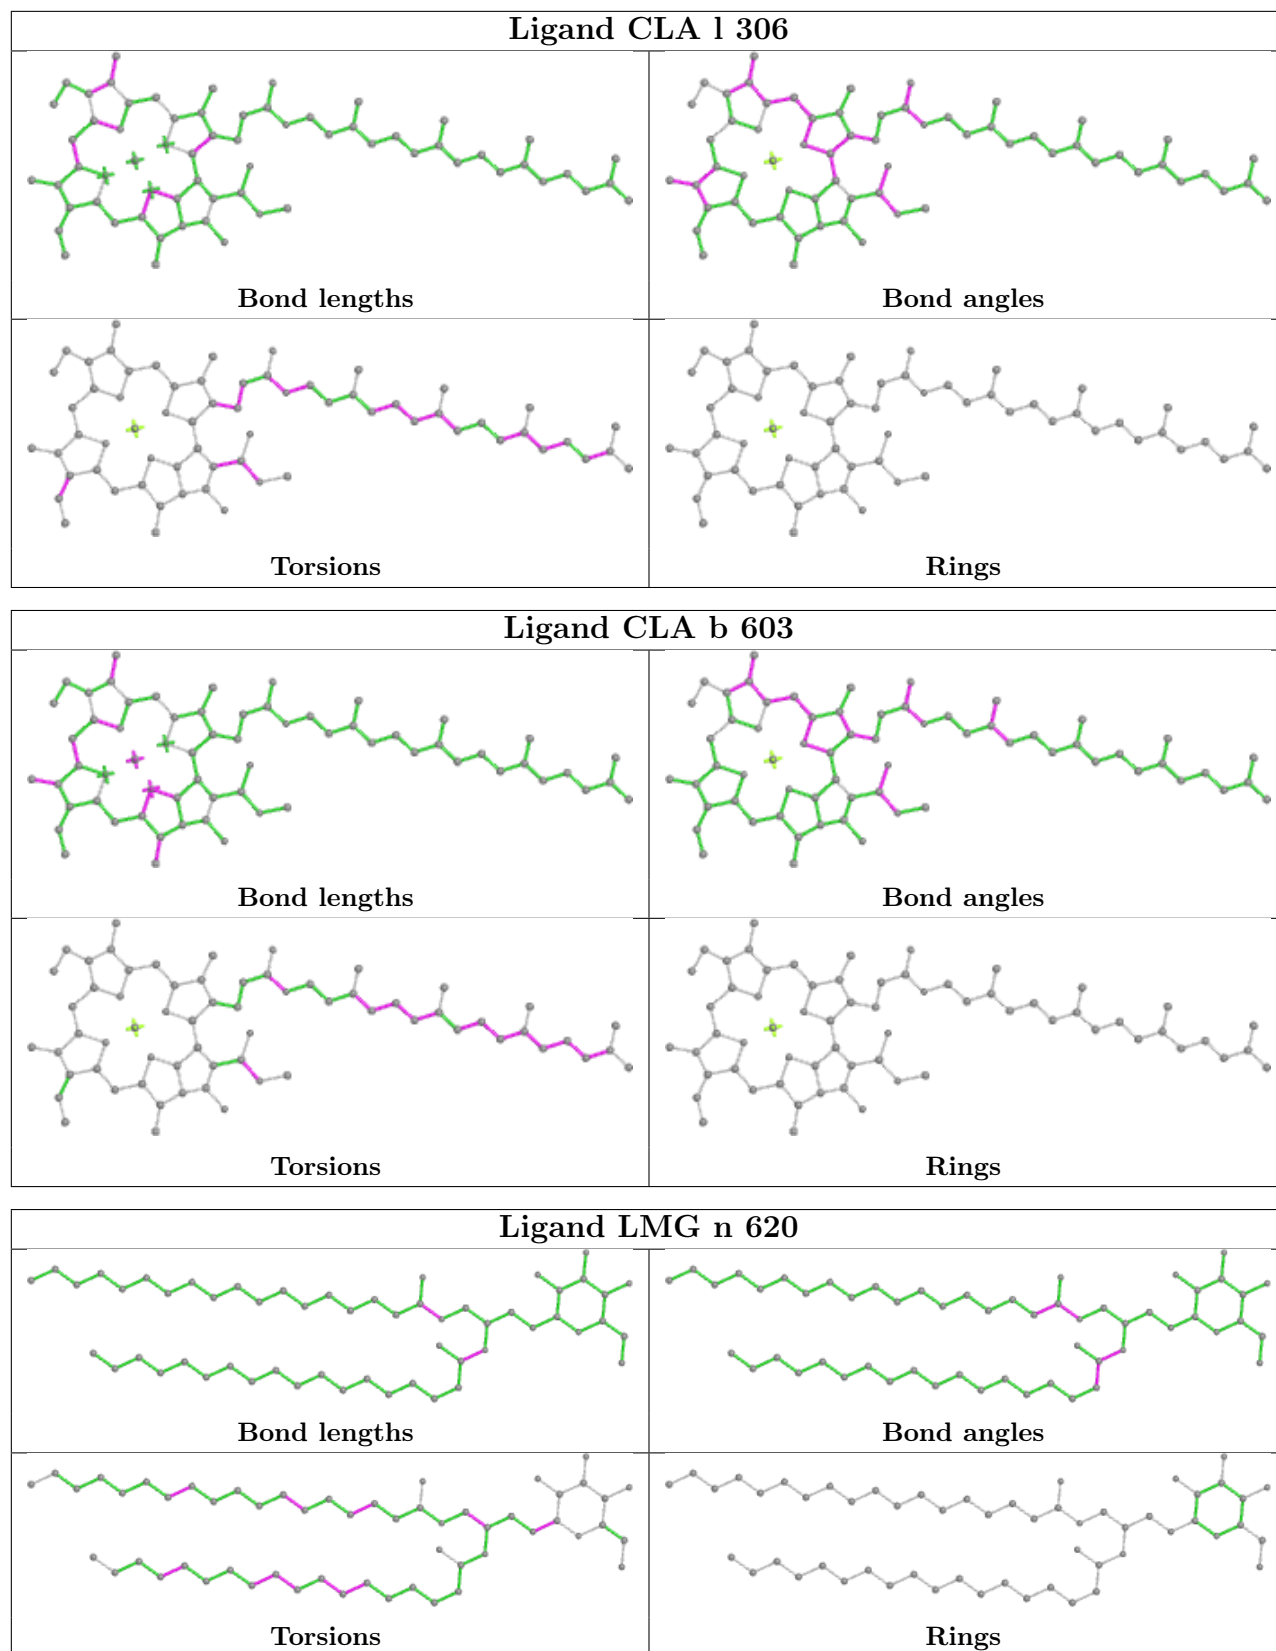 Ligand CLA l 306
Bond lengths
Bond angles
Torsions
Rings
Ligand CLA b 603
Bond lengths
Bond angles
Torsions
Rings
Ligand LMG n 620
Bond lengths
Bond angles
Torsions
Rings